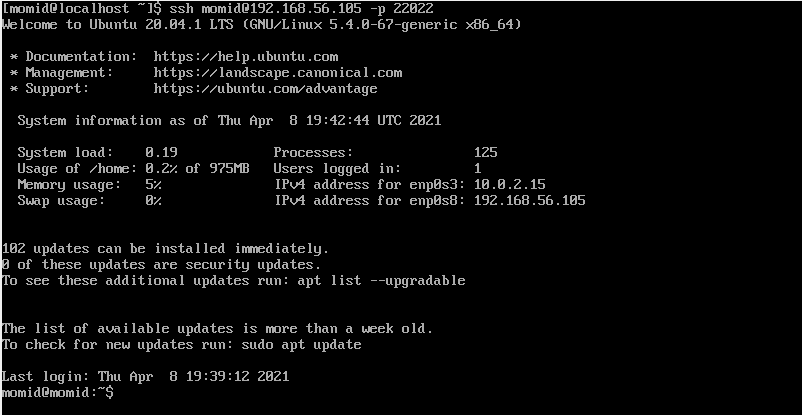 [momid@localhost ~]$ ssh momid@192.168.56.105 -p 22022
Welcome to Ubuntu 20.04.1 LTS (GNU/Linux 5.4.0-67-generic x86_64)
* Documentation:  https://help.ubuntu.com
* Management:     https://landscape.canonical.com
* Support:        https://ubuntu.com/advantage
System information as of Thu Apr  8 19:42:44 UTC 2021
System load:    0.19            Processes:               125
Usage of /home: 0.2% of 975MB   Users logged in:         1
Memory usage:   5%              IPv4 address for enp0s3: 10.0.2.15
Swap usage:     0%              IPv4 address for enp0s8: 192.168.56.105
102 updates can be installed immediately.
0 of these updates are security updates.
To see these additional updates run: apt list --upgradable
The list of available updates is more than a week old.
To check for new updates run: sudo apt update
Last login: Thu Apr  8 19:39:12 2021
momid@momid:~$